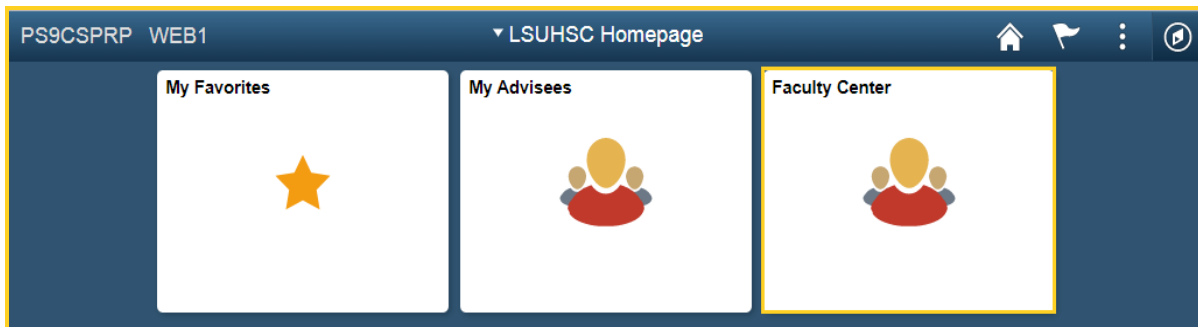 PS9CSPRP WEB1
LSUHSC Homepage
My Favorites
My Advisees
Faculty Center